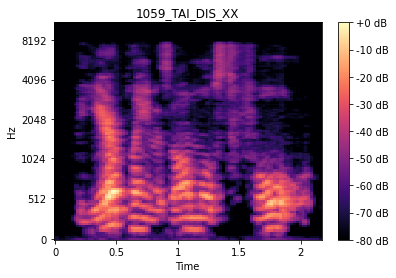 1059_TAI_DIS_XX
8192
4096
2048
1024
512
0
Hz
0
0.5
1
1.5
2
Time
+0 dB
-10 dB
-20 dB
-30 dB
-40 dB
-50 dB
-60 dB
-70 dB
-80 dB